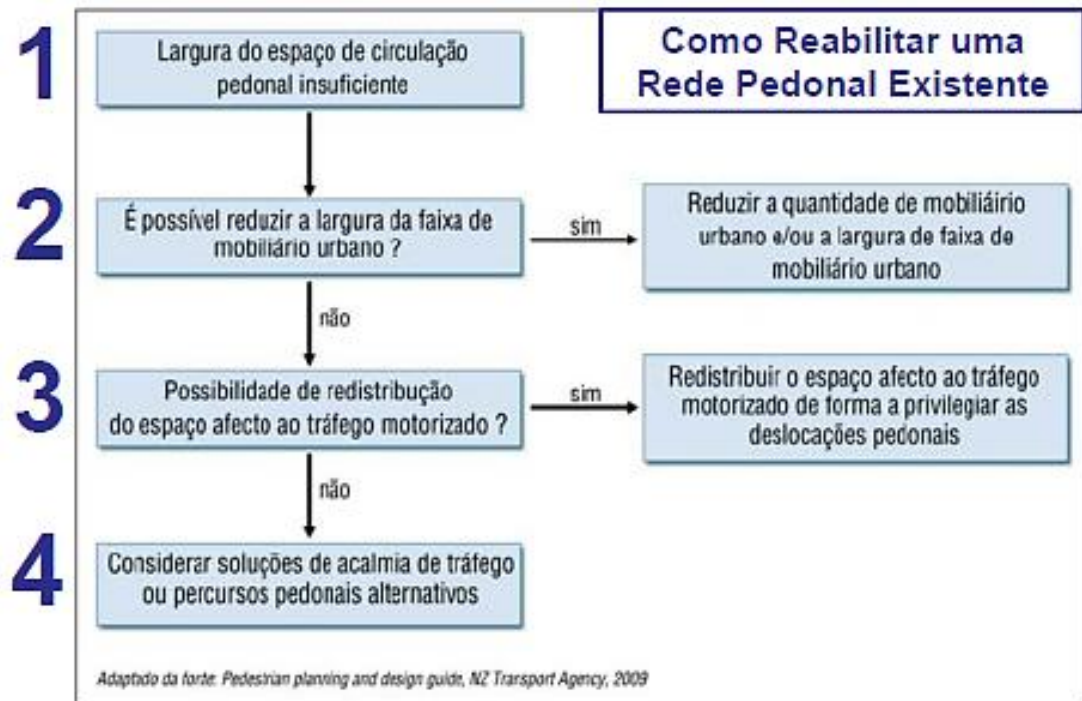 Como Reabilitar uma
Rede Pedonal Existente
1
Largura do espaço de circulação
pedonal insuficiente
2
É possível reduzir a largura da faixa de
mobiliário urbano ?
sim
Reduzir a quantidade de mobiliáirio
urbano e/ou a largura de faixa de
mobiliário urbano
não
3
Possibilidade de redistribução
do espaço afecto ao tráfego motorizado ?
sim
Redistribuir o espaço afecto ao tráfego
motorizado de forma a privilegiar as
deslocações pedonais
não
4
Considerar soluções de acalmia de tráfego
ou percursos pedonais alternativos
Adaptado da forte: Pedestrian planning and design guide, NZ Transport Agency, 2009